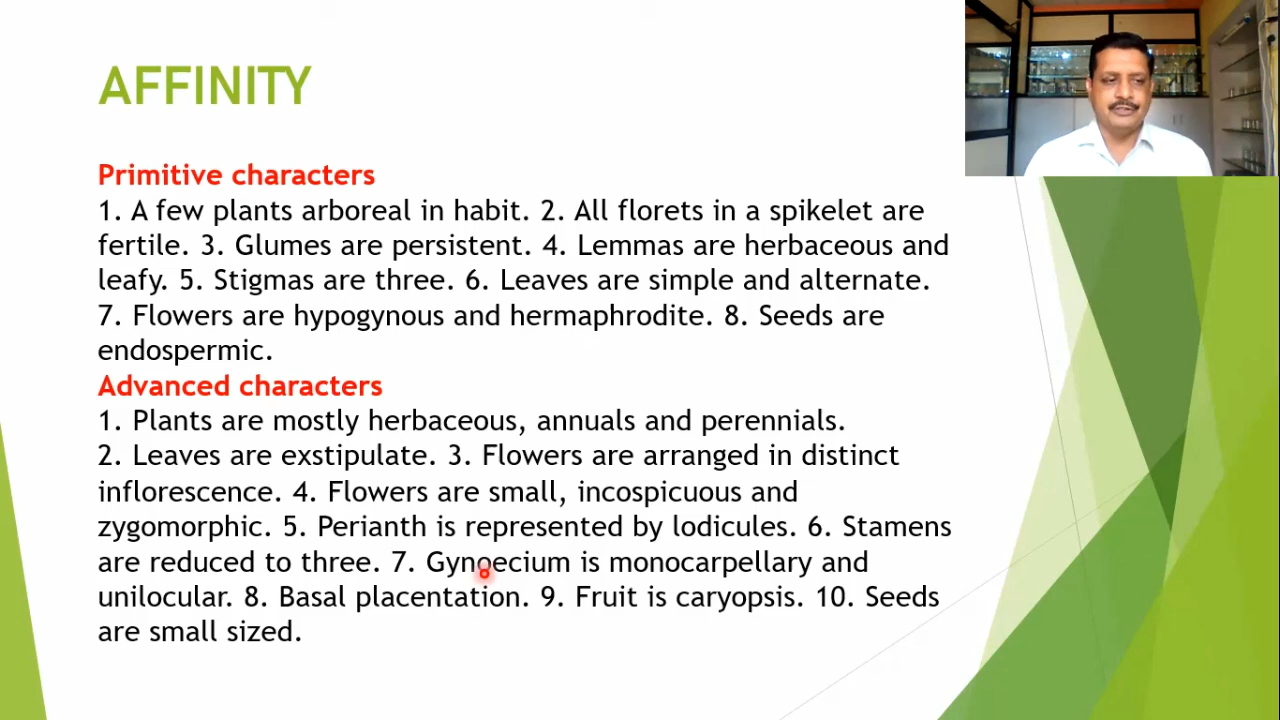 AFFINITY
Primitive characters
1. A few plants arboreal in habit. 2. All florets in a spikelet are
fertile. 3. Glumes are persistent. 4. Lemmas are herbaceous and
leafy. 5. Stigmas are three. 6. Leaves are simple and alternate.
7. Flowers are hypogynous and hermaphrodite. 8. Seeds are
endospermic.
Advanced characters
1. Plants are mostly herbaceous, annuals and perennials.
2. Leaves are exstipulate. 3. Flowers are arranged in distinct
inflorescence. 4. Flowers are small, incospicuous and
zygomorphic. 5. Perianth is represented by lodicules. 6. Stamens
are reduced to three. 7. Gynoecium is monocarpellary and
unilocular. 8. Basal placentation. 9. Fruit is caryopsis. 10. Seeds
are small sized.